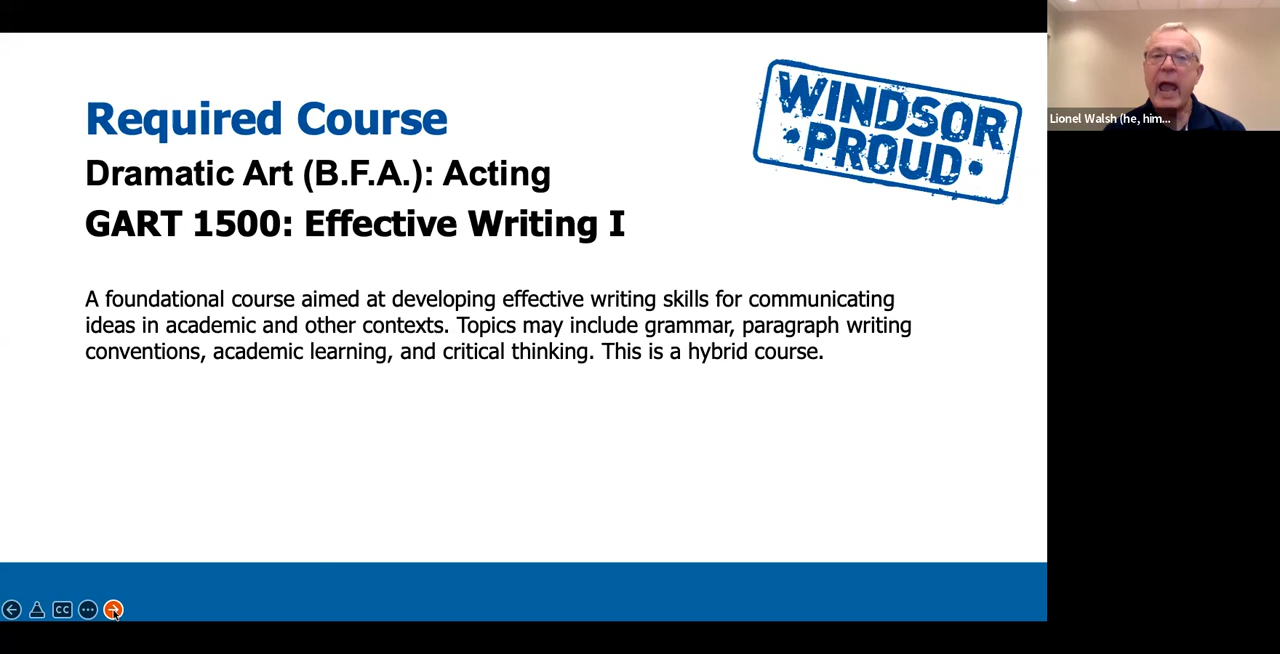 Required Course
Dramatic Art (B.F.A.): Acting
GART 1500: Effective Writing I
WINDSOR
•PROUD•
A foundational course aimed at developing effective writing skills for communicating
ideas in academic and other contexts. Topics may include grammar, paragraph writing
conventions, academic learning, and critical thinking. This is a hybrid course.
Lionel Walsh (he, him...
CC